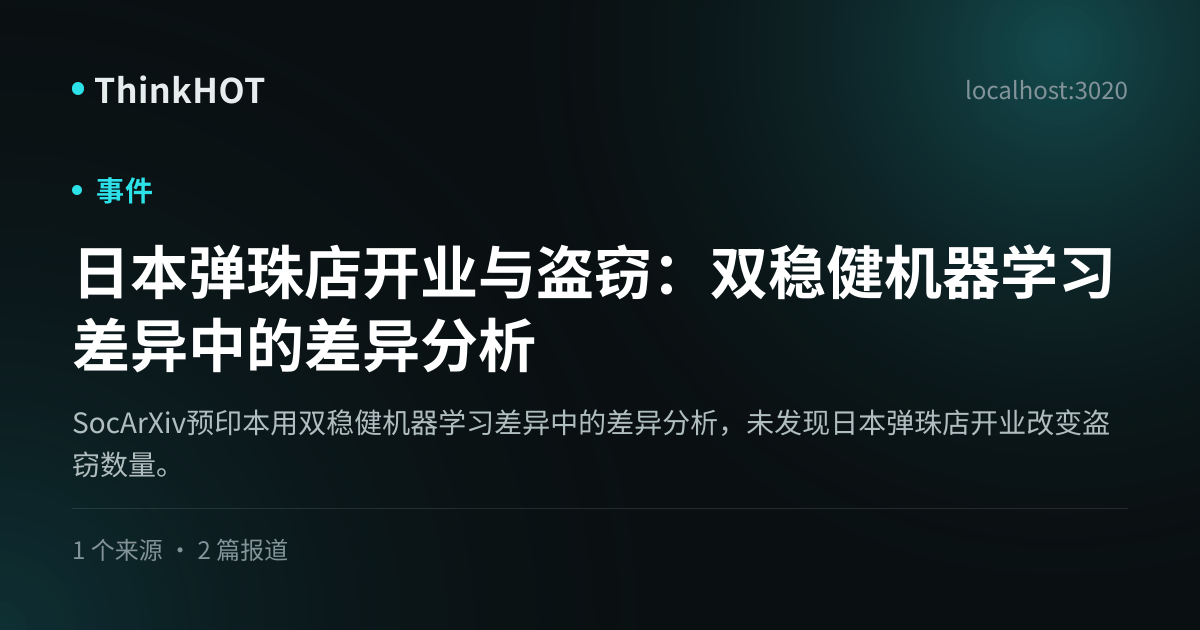 ThinkHOT
localhost:3020
事件
日本弹珠店开业与盗窃：双稳健机器学习
差异中的差异分析
SocArXiv预印本用双稳健机器学习差异中的差异分析，未发现日本弹珠店开业改变盗
窃数量。
1 个来源 · 2 篇报道